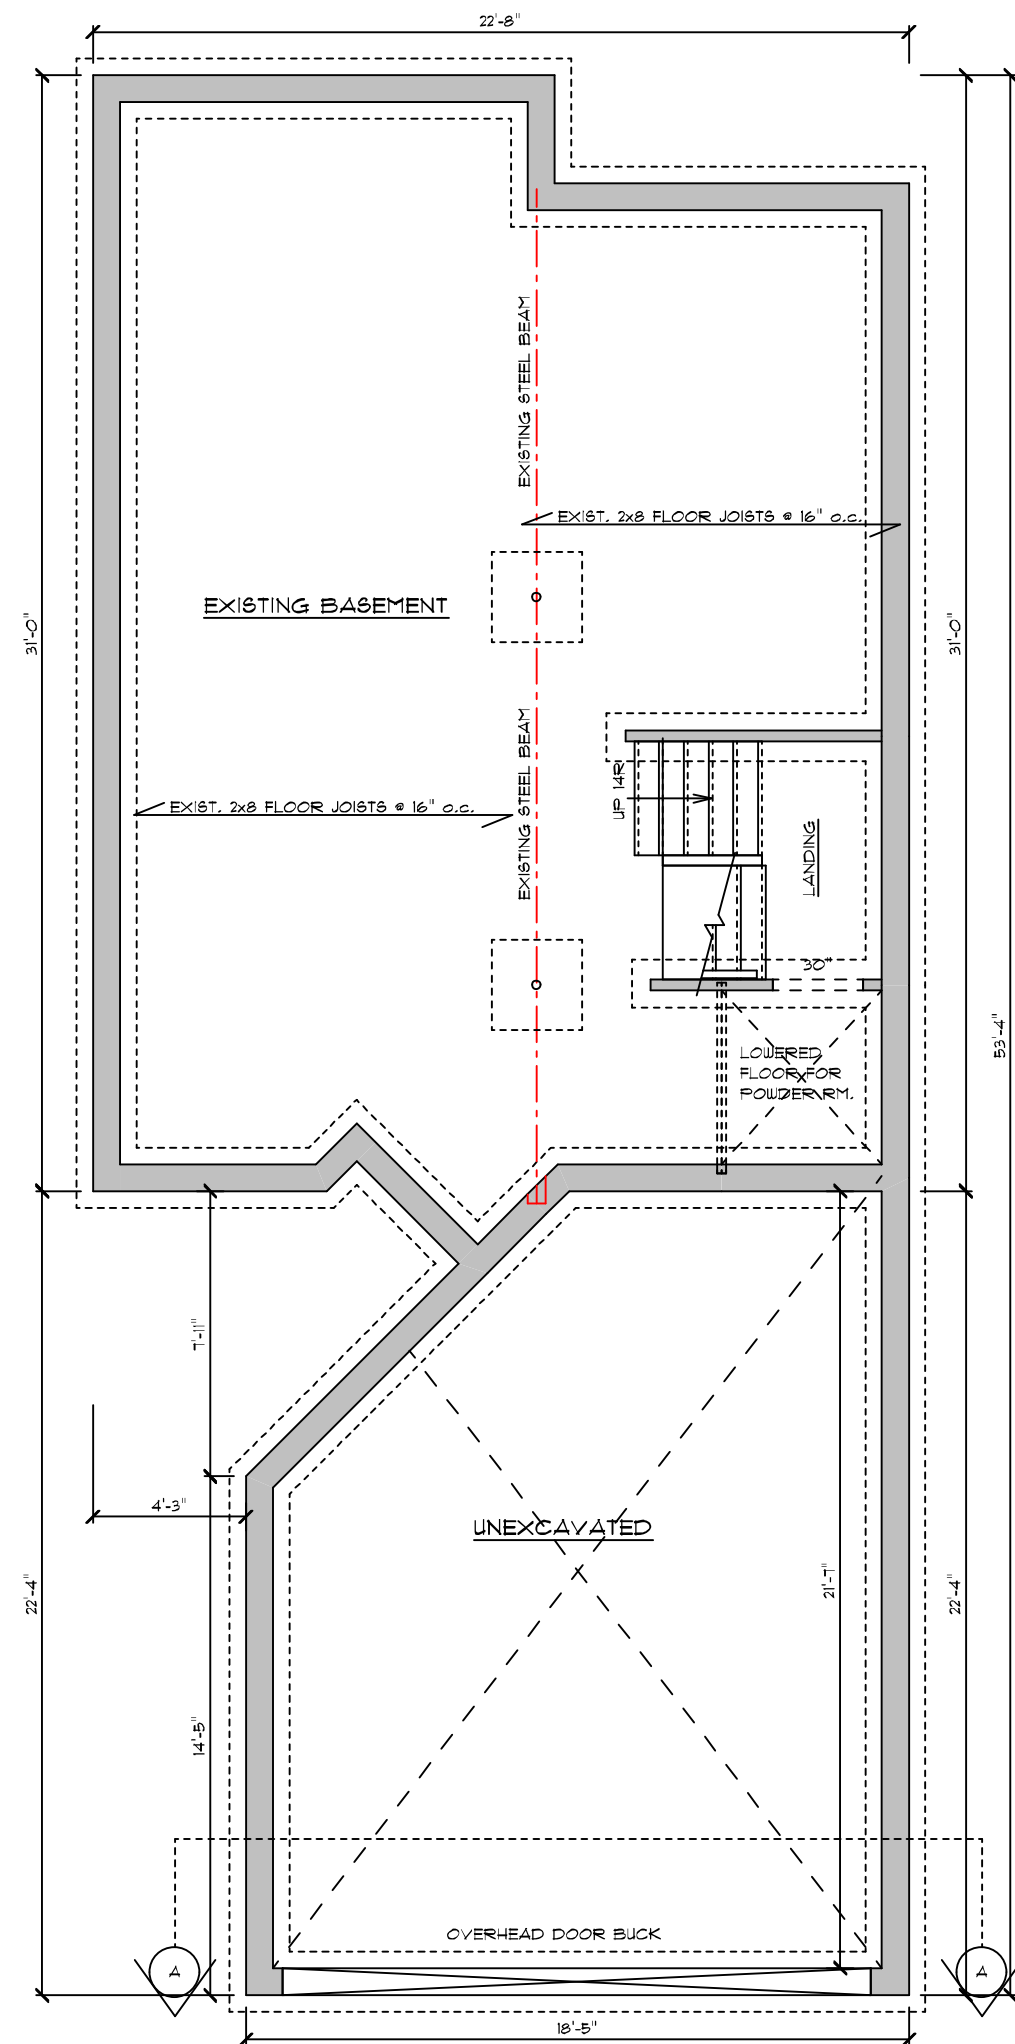 22'-8"
EXISTING STEEL BEAM
EXIST. 2x8 FLOOR JOISTS @ 16" o.c.
EXISTING BASEMENT
31'-0"
31'-0"
EXISTING STEEL BEAM
UP 14R
EXIST. 2x8 FLOOR JOISTS @ 16" o.c.
LANDING
30"
53'-4"
LOWERED
FLOOR FOR
POWDER RM.
7'-11"
4'-3"
UNEXCAVATED
22'-4"
21'-7"
22'-4"
14'-5"
OVERHEAD DOOR BUCK
A
A
18'-5"